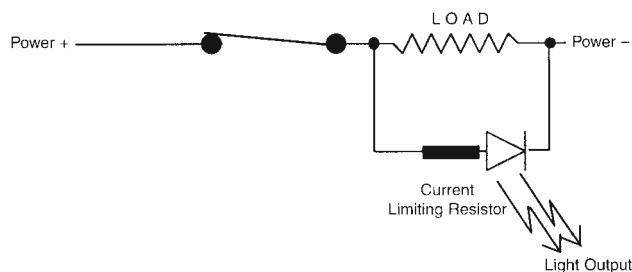 LOAD
Power +
Power –
Current
Limiting Resistor
Light Output